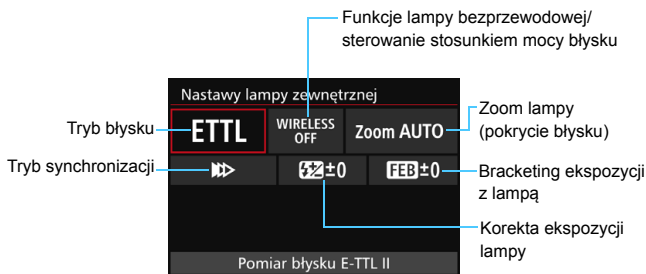 Funkcje lampy bezprzewodowej/
sterowanie stosunkiem mocy błysku
Nastawy lampy zewnętrznej
Tryb błysku
ETTL
WIRELESS
OFF
Zoom AUTO
Zoom lampy
(pokrycie błysku)
Tryb synchronizacji
±0
FEB±0
Bracketing ekspozycji
z lampą
Korekta ekspozycji
lampy
Pomiar błysku E-TTL II